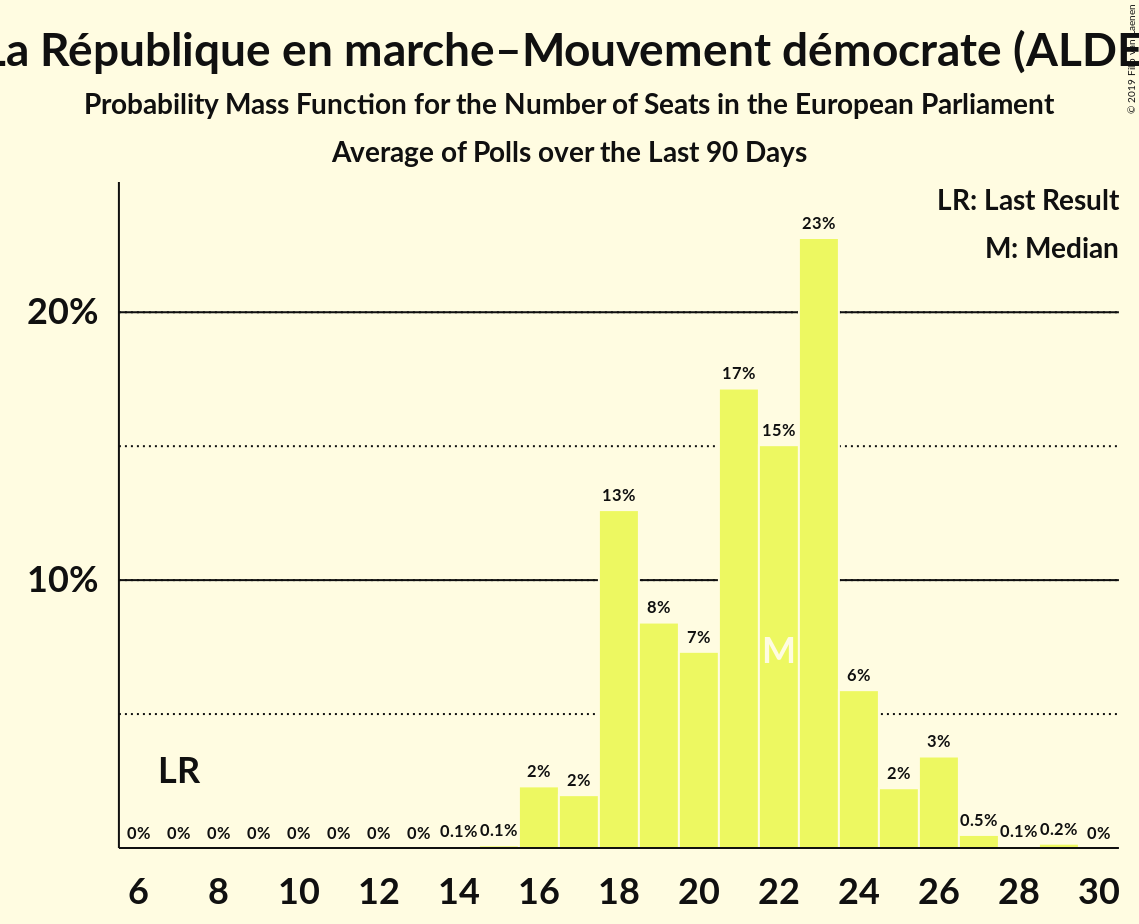 La République en marche–Mouvement démocrate (ALDE
Probability Mass Function for the Number of Seats in the European Parliament
Average of Polls over the Last 90 Days
LR: Last Result
M: Median
20%
10%
23%
17%
15%
13%
8%
7%
M
6%
3%
LR
2%
2%
2%
0% 0% 0% 0% 0% 0% 0% 0% 0.1% 0.1% 0.5% 0.1% 0.2% 0%
6 8 10 12 14 16 18 20 22 24 26 28 30
© 2019